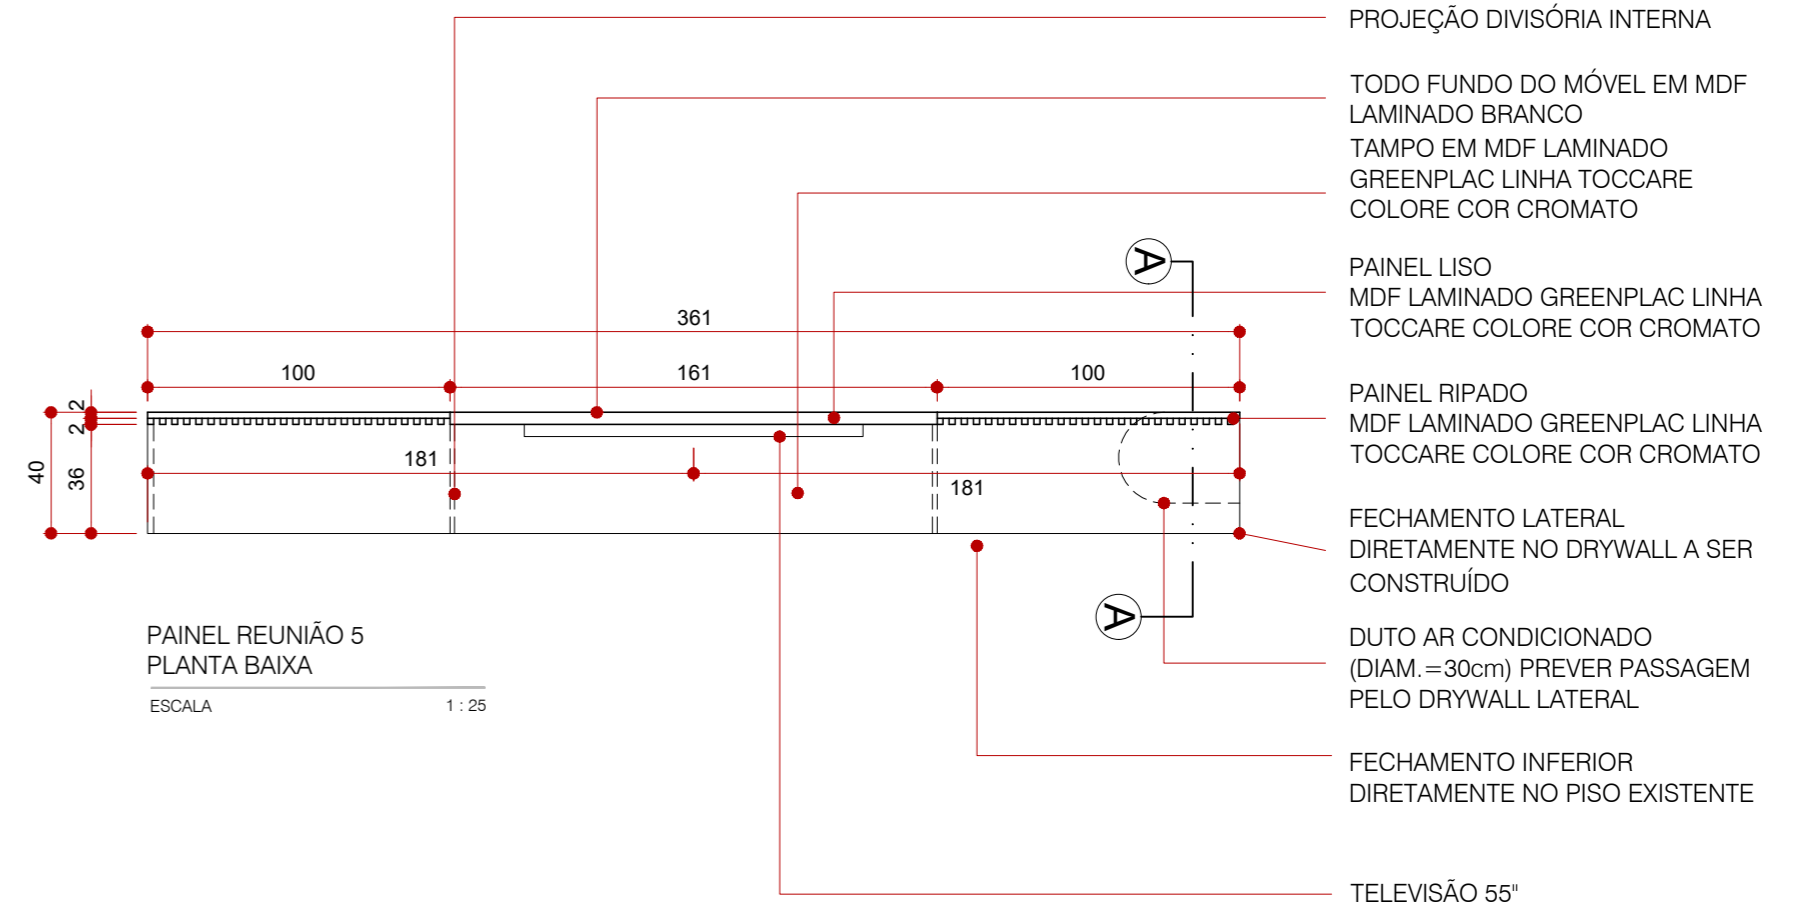 PROJEÇÃO DIVISÓRIA INTERNA
TODO FUNDO DO MÓVEL EM MDF
LAMINADO BRANCO
TAMPO EM MDF LAMINADO
GREENPLAC LINHA TOCCARE
COLORE COR CROMATO
A
PAINEL LISO
MDF LAMINADO GREENPLAC LINHA
TOCCARE COLORE COR CROMATO
361
100
161
100
PAINEL RIPADO
MDF LAMINADO GREENPLAC LINHA
TOCCARE COLORE COR CROMATO
2
2
40
36
181
181
FECHAMENTO LATERAL
DIRETAMENTE NO DRYWALL A SER
CONSTRUÍDO
A
PAINEL REUNIÃO 5
PLANTA BAIXA
ESCALA
1 : 25
DUTO AR CONDICIONADO
(DIAM.=30cm) PREVER PASSAGEM
PELO DRYWALL LATERAL
FECHAMENTO INFERIOR
DIRETAMENTE NO PISO EXISTENTE
TELEVISÃO 55"